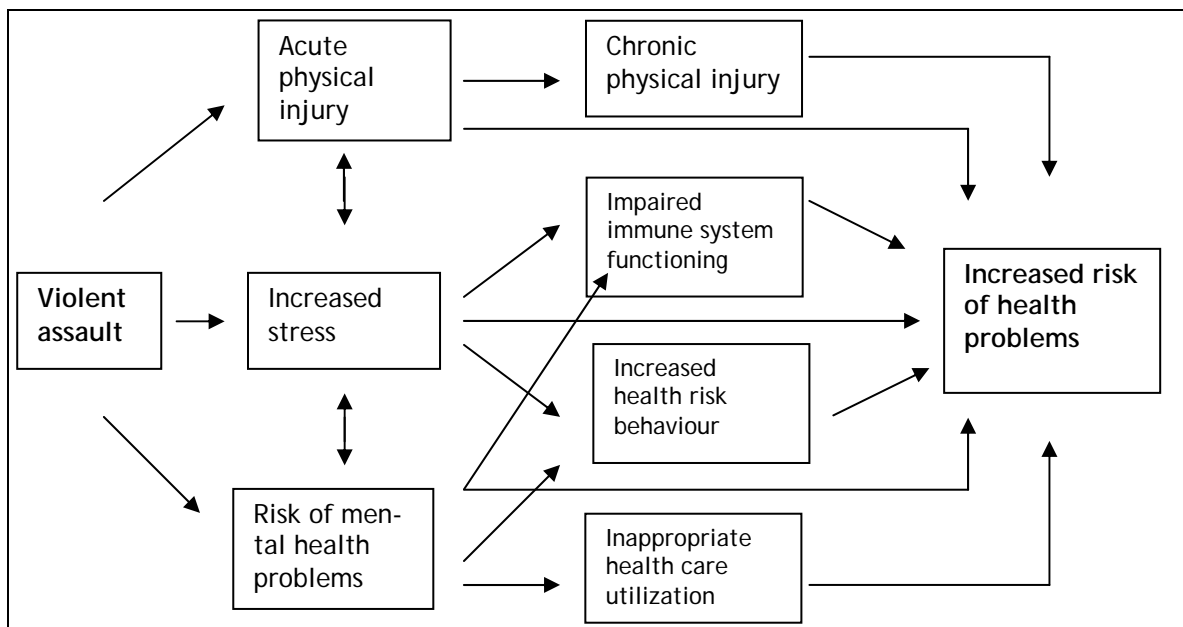 Acute
physical
injury
Chronic
physical injury
Impaired
immune system
functioning
Violent
assault
Increased
stress
Increased risk
of health
problems
Increased
health risk
behaviour
Risk of men-
tal health
problems
Inappropriate
health care
utilization